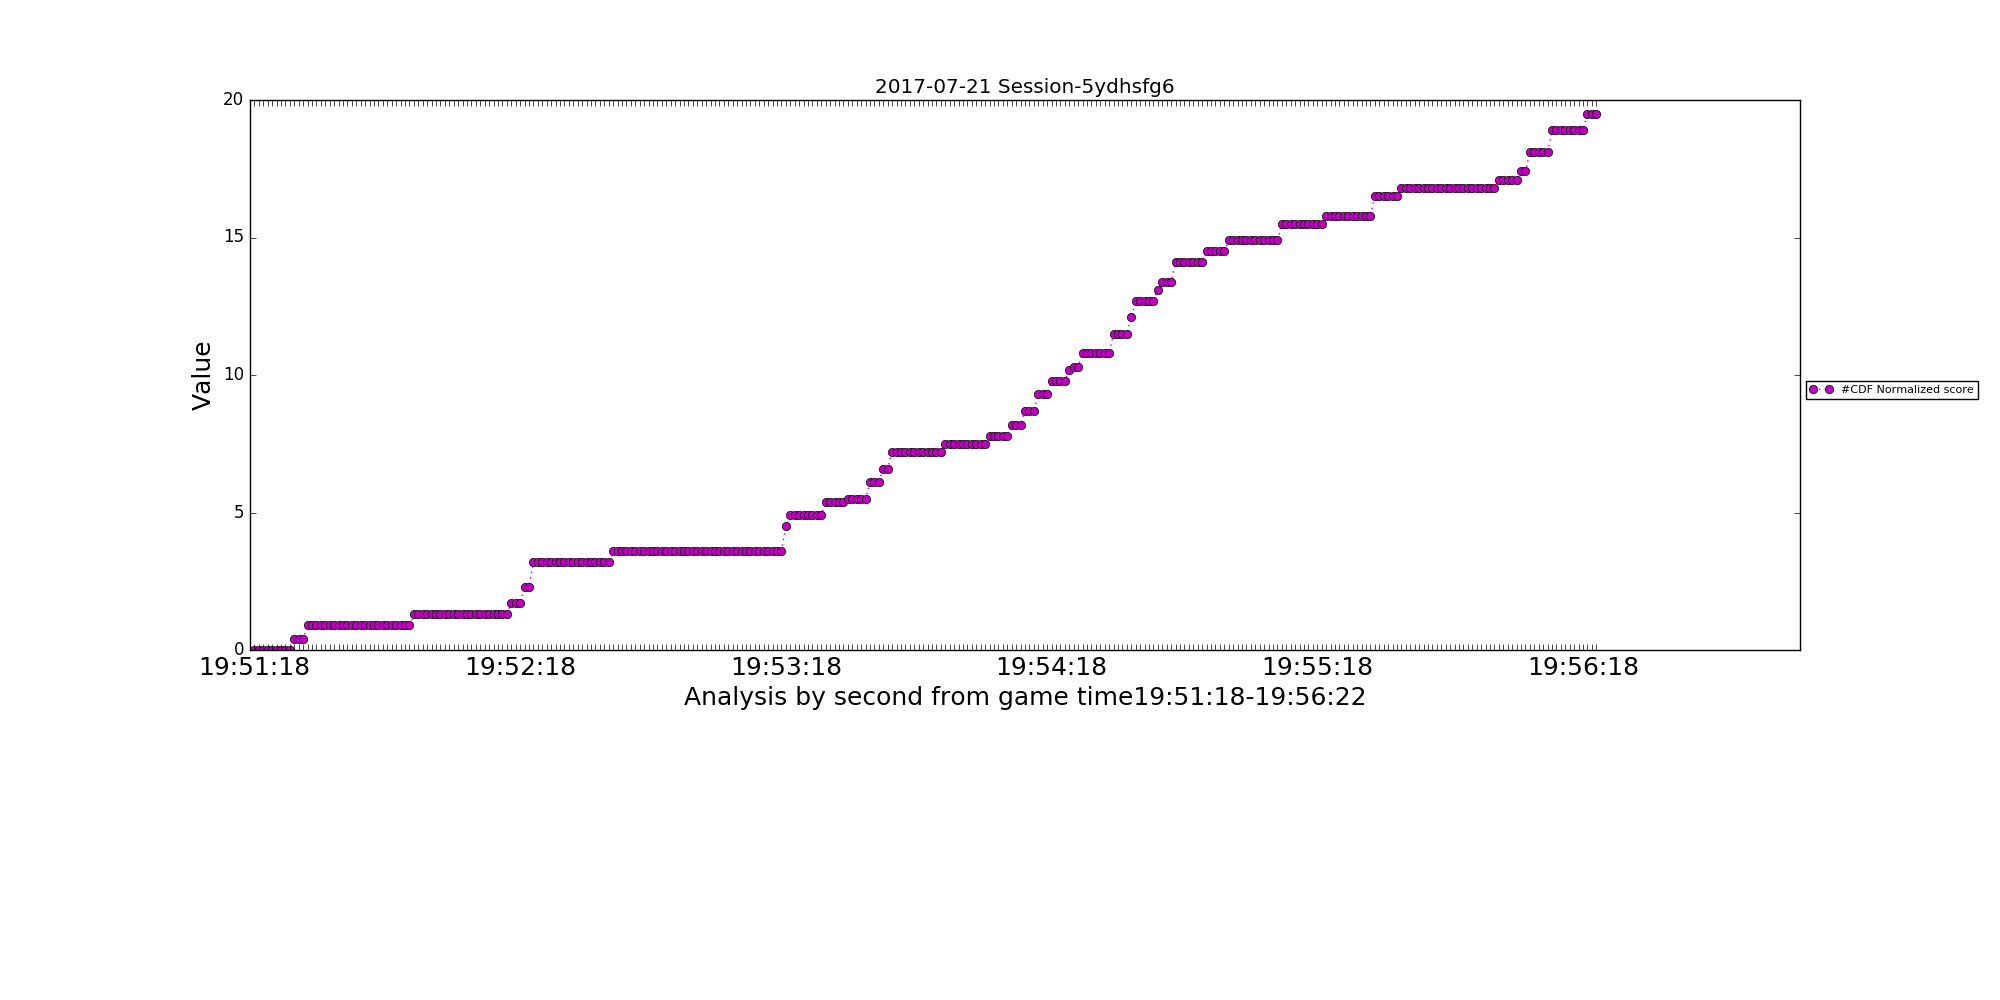 2017-07-21 Session-5ydhsfg6
20
15
10
5
0
Value
#CDF Normalized score
19:51:18 19:52:18 19:53:18 19:54:18 19:55:18 19:56:18
Analysis by second from game time19:51:18-19:56:22